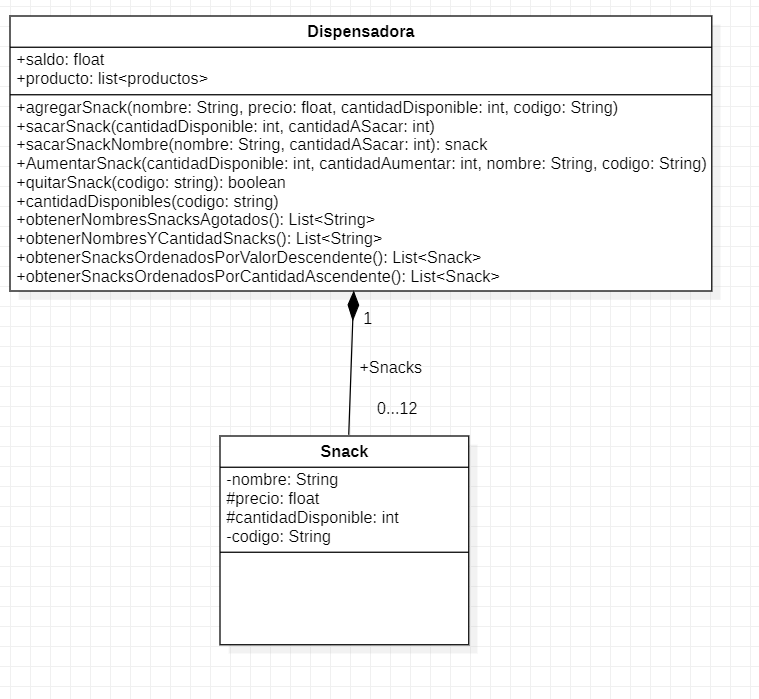 Dispensadora
+saldo: float
+producto: list<productos>
+agregarSnack(nombre: String, precio: float, cantidadDisponible: int, codigo: String)
+sacarSnack(cantidadDisponible: int, cantidadASacar: int)
+sacarSnackNombre(nombre: String, cantidadASacar: int): snack
+AumentarSnack(cantidadDisponible: int, cantidadAumentar: int, nombre: String, codigo: String)
+quitarSnack(codigo: string): boolean
+cantidadDisponibles(codigo: string)
+obtenerNombresSnacksAgotados(): List<String>
+obtenerNombresYCantidadSnacks(): List<String>
+obtenerSnacksOrdenadosPorValorDescendente(): List<Snack>
+obtenerSnacksOrdenadosPorCantidadAscendente(): List<Snack>
1
+Snacks
0...12
Snack
-nombre: String
#precio: float
#cantidadDisponible: int
-codigo: String